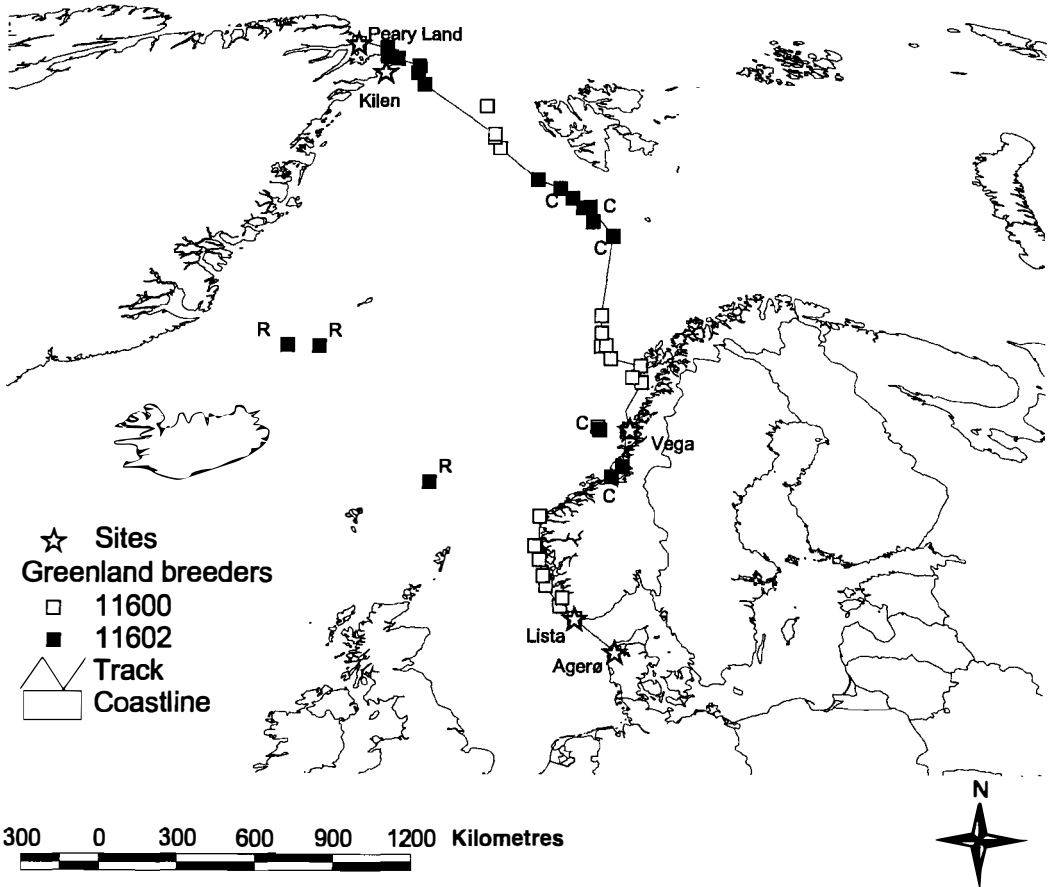 Peary Land
Kilen
C
C
C
R
R
C
Vega
R
C
Sites
Greenland breeders
11600
11602
Track
Coastline
Lista
Agerø
N
300 0 300 600 900 1200 Kilometres